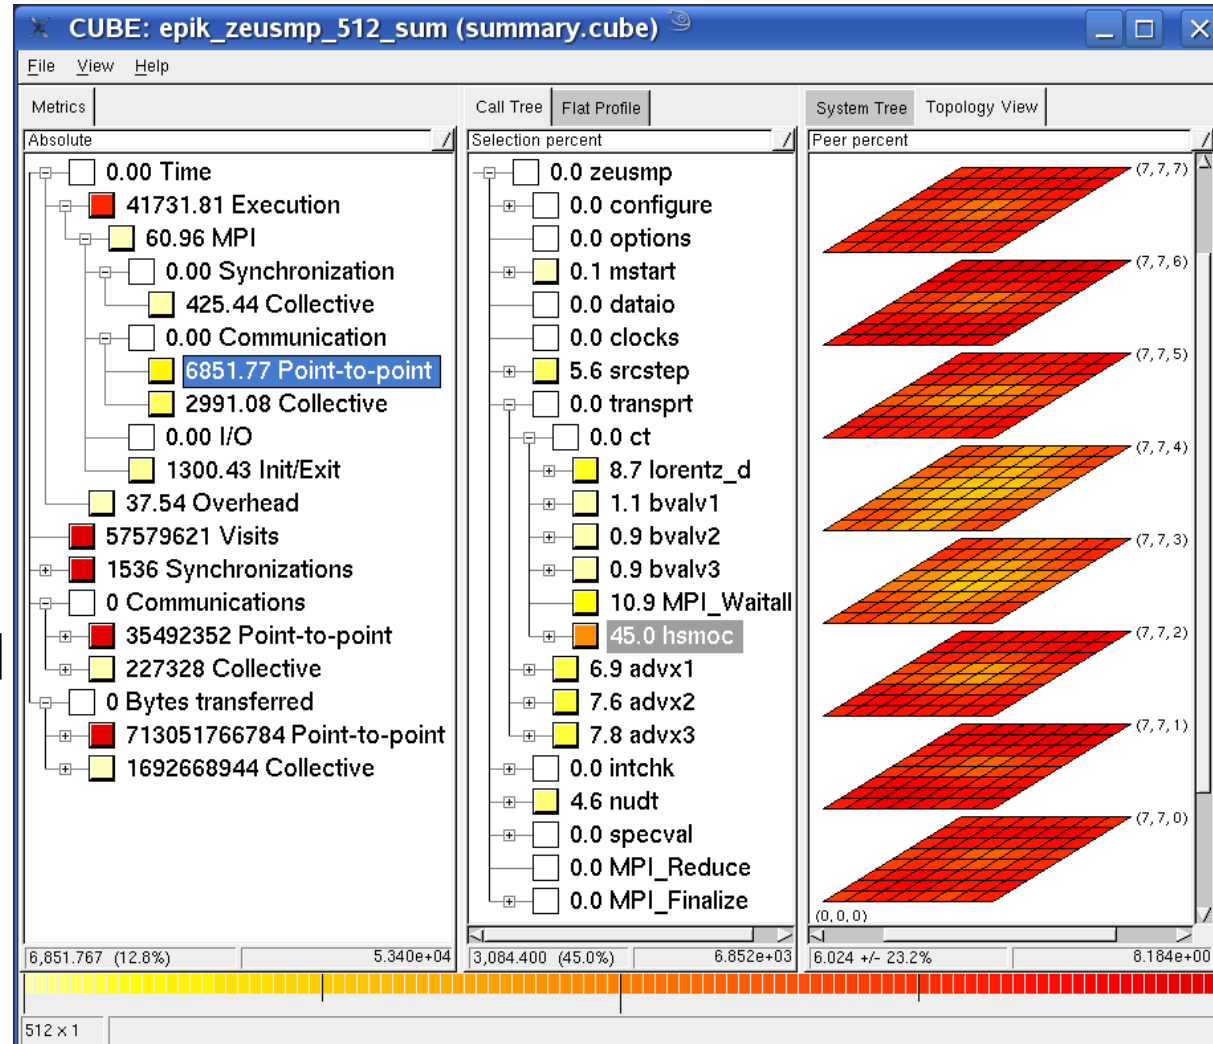 CUBE: epik_zeusmp_512_sum (summary.cube)
File View Help
Metrics
Absolute
0.00 Time
41731.81 Execution
60.96 MPI
0.00 Synchronization
425.44 Collective
0.00 Communication
6851.77 Point-to-point
2991.08 Collective
0.00 I/O
1300.43 Init/Exit
37.54 Overhead
57579621 Visits
1536 Synchronizations
0 Communications
35492352 Point-to-point
227328 Collective
0 Bytes transferred
713051766784 Point-to-point
1692668944 Collective
6,851.767 (12.8%) 5.340e+04
Call Tree Flat Profile
Selection percent
0.0 zeusmp
0.0 configure
0.0 options
0.1 mstart
0.0 dataio
0.0 clocks
5.6 srcstep
0.0 transprt
0.0 ct
8.7 lorentz_d
1.1 bvalv1
0.9 bvalv2
0.9 bvalv3
10.9 MPI_Waitall
45.0 hsmoc
6.9 advx1
7.6 advx2
7.8 advx3
0.0 intchk
4.6 nudt
0.0 specval
0.0 MPI_Reduce
0.0 MPI_Finalize
3,084.400 (45.0%) 6.852e+03
System Tree Topology View
Peer percent
(7, 7, 7)
(7, 7, 6)
(7, 7, 5)
(7, 7, 4)
(7, 7, 3)
(7, 7, 2)
(7, 7, 1)
(7, 7, 0)
(0, 0, 0)
6.024 +/- 23.2% 8.184e+00
512 x 1